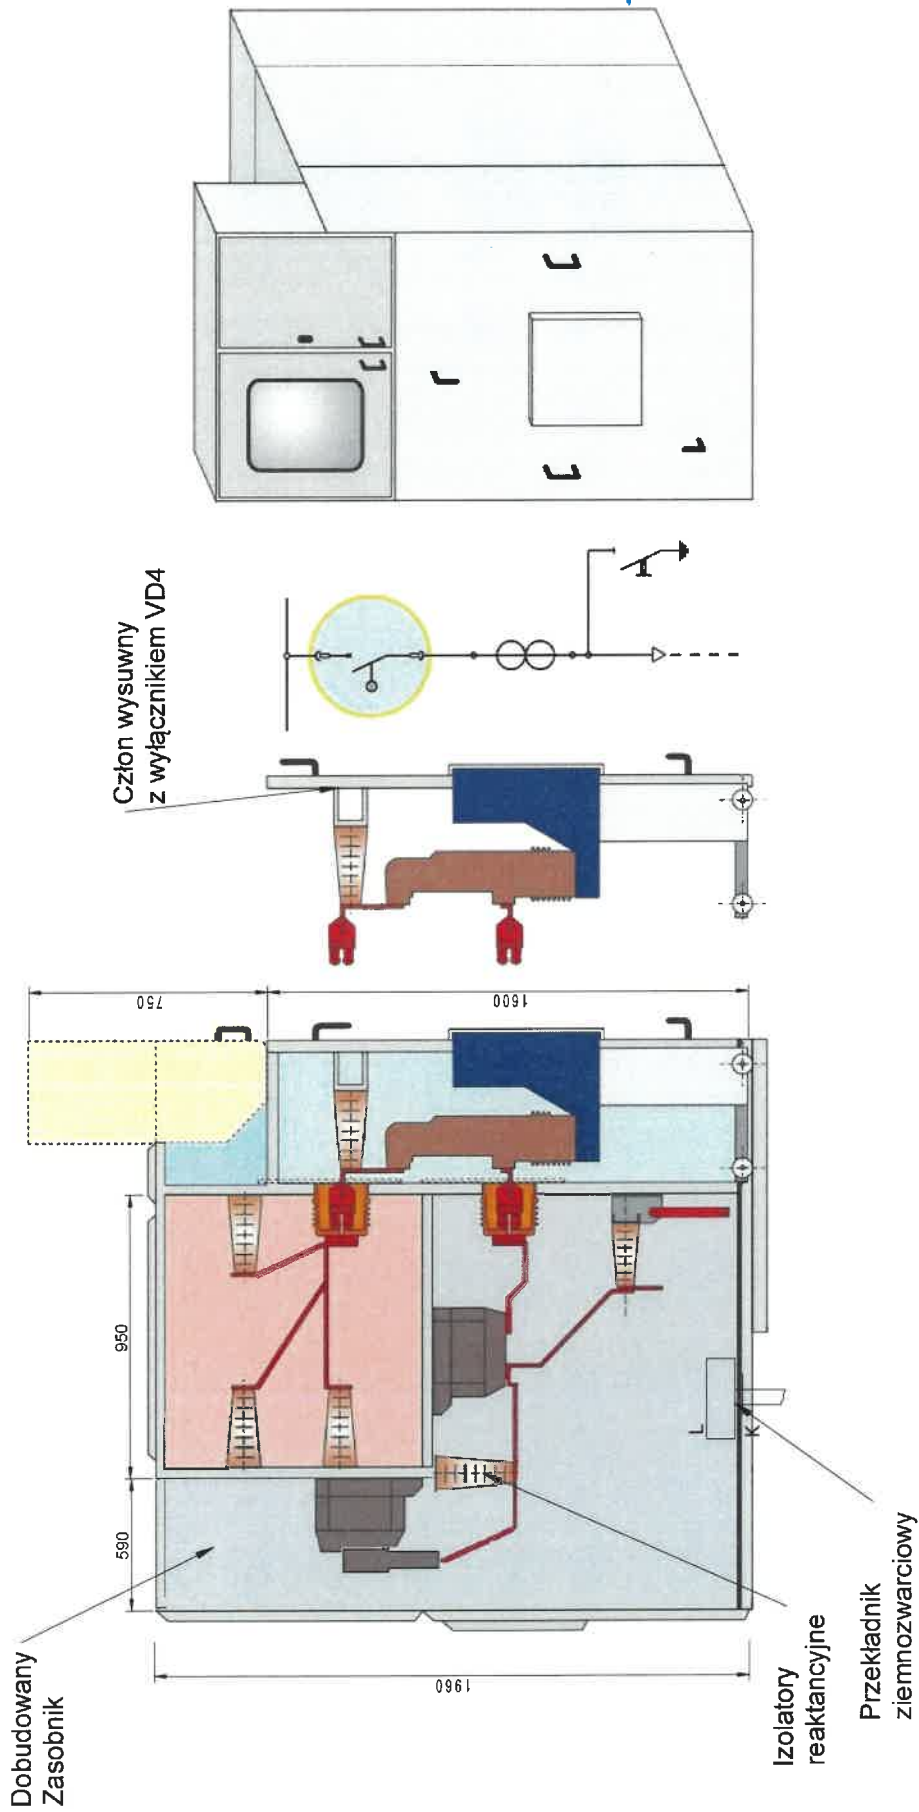 Człon wysuwny
z wyłącznikiem VD4
750
1600
950
590
1960
L
K
Dobudowany
Zasobnik
Izolatory
reaktancyjne
Przekładnik
ziemnozwarciowy